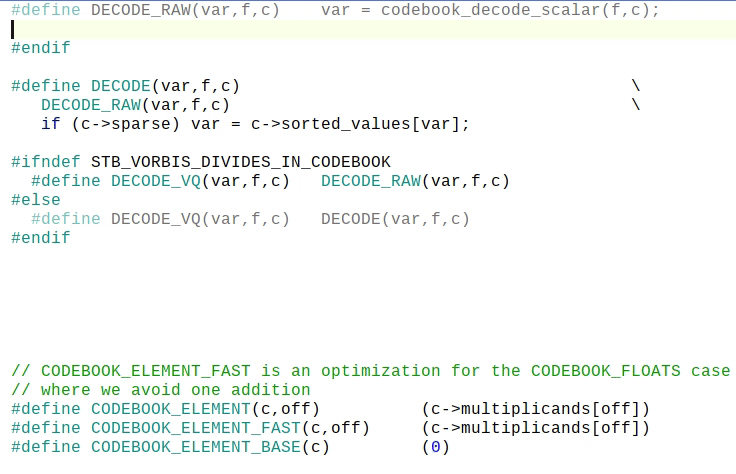 #define DECODE_RAW(var,f,c)    var = codebook_decode_scalar(f,c);
#endif
#define DECODE(var,f,c)                                       \
   DECODE_RAW(var,f,c)                                        \
   if (c->sparse) var = c->sorted_values[var];
#ifndef STB_VORBIS_DIVIDES_IN_CODEBOOK
  #define DECODE_VQ(var,f,c)   DECODE_RAW(var,f,c)
#else
  #define DECODE_VQ(var,f,c)   DECODE(var,f,c)
#endif
// CODEBOOK_ELEMENT_FAST is an optimization for the CODEBOOK_FLOATS case
// where we avoid one addition
#define CODEBOOK_ELEMENT(c,off)          (c->multiplicands[off])
#define CODEBOOK_ELEMENT_FAST(c,off)     (c->multiplicands[off])
#define CODEBOOK_ELEMENT_BASE(c)         (0)